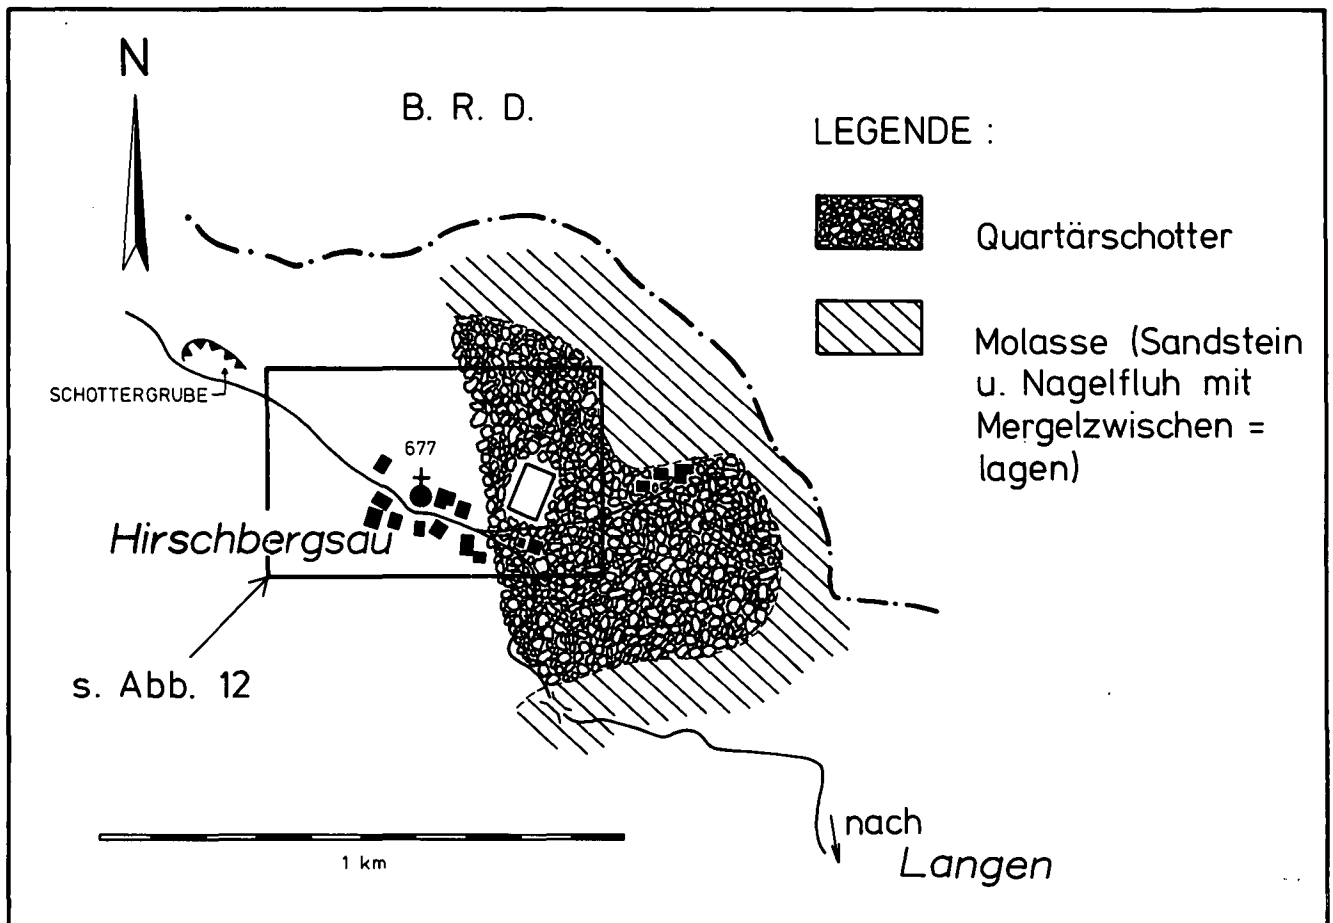 N
B. R. D.
LEGENDE :
Quartärschotter
Molasse (Sandstein
u. Nagelfluh mit
Mergelzwischen =
lagen)
SCHOTTERGRUBE
677
Hirschbergsau
s. Abb. 12
1 km
nach
Langen